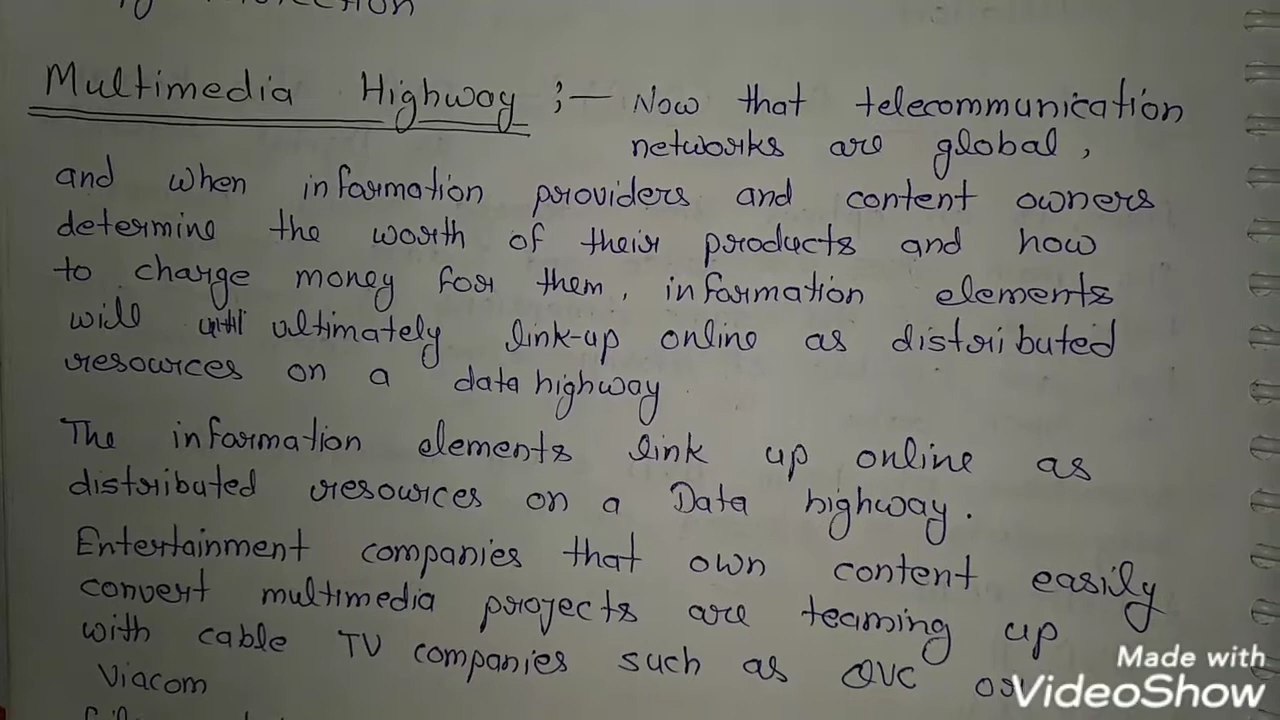 Multimedia Highway ;— Now that telecommunication
networks are global,
and when information providers and content owners
determine the worth of their products and how
to charge money for them, information elements
will ultimately link-up online as distributed
resources on a data highway
The information elements link up online as
distributed resources on a Data highway.
Entertainment companies that own content easily
convert multimedia projects are teaming up
with cable TV companies such as QVC or
Viacom
Made with
VideoShow